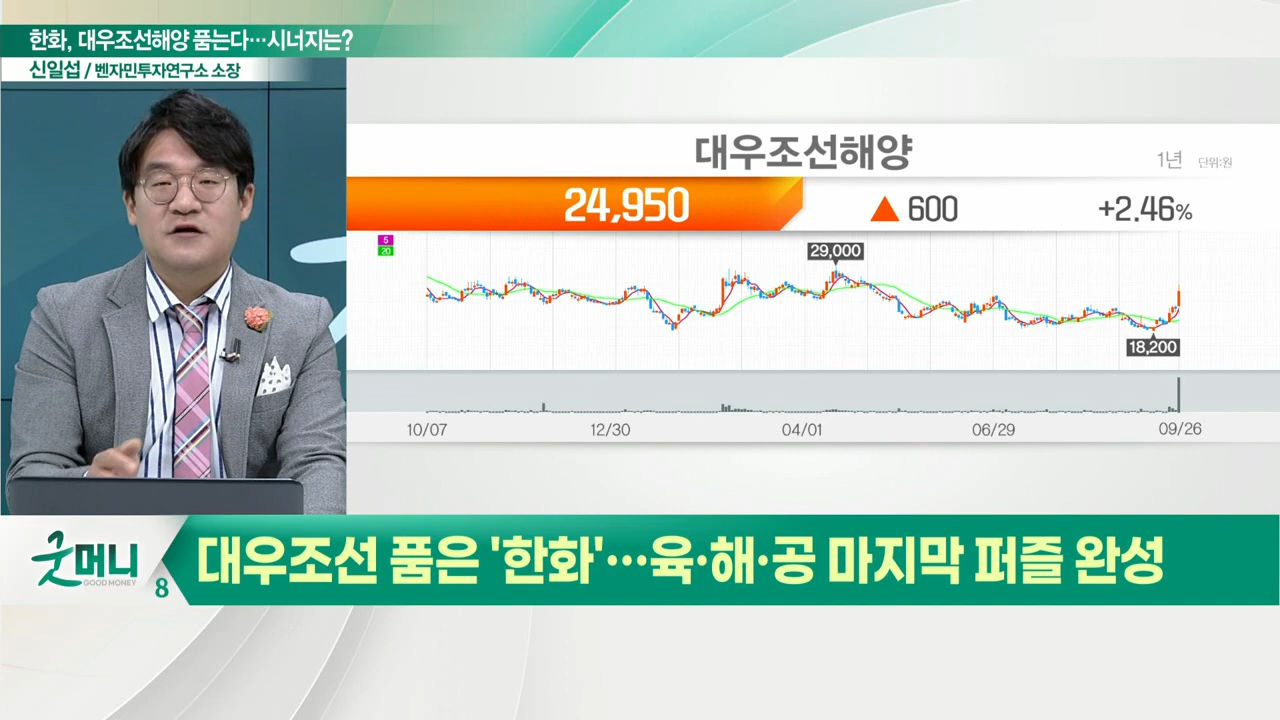 한화, 대우조선해양 품는다…시너지는?
신일섭 / 벤자민투자연구소 소장
대우조선해양
1년 단위:원
24,950 ▲ 600 +2.46%
5
20
29,000
18,200
10/07 12/30 04/01 06/29 09/26
굿머니
GOOD MONEY
8
대우조선 품은 '한화'…육·해·공 마지막 퍼즐 완성